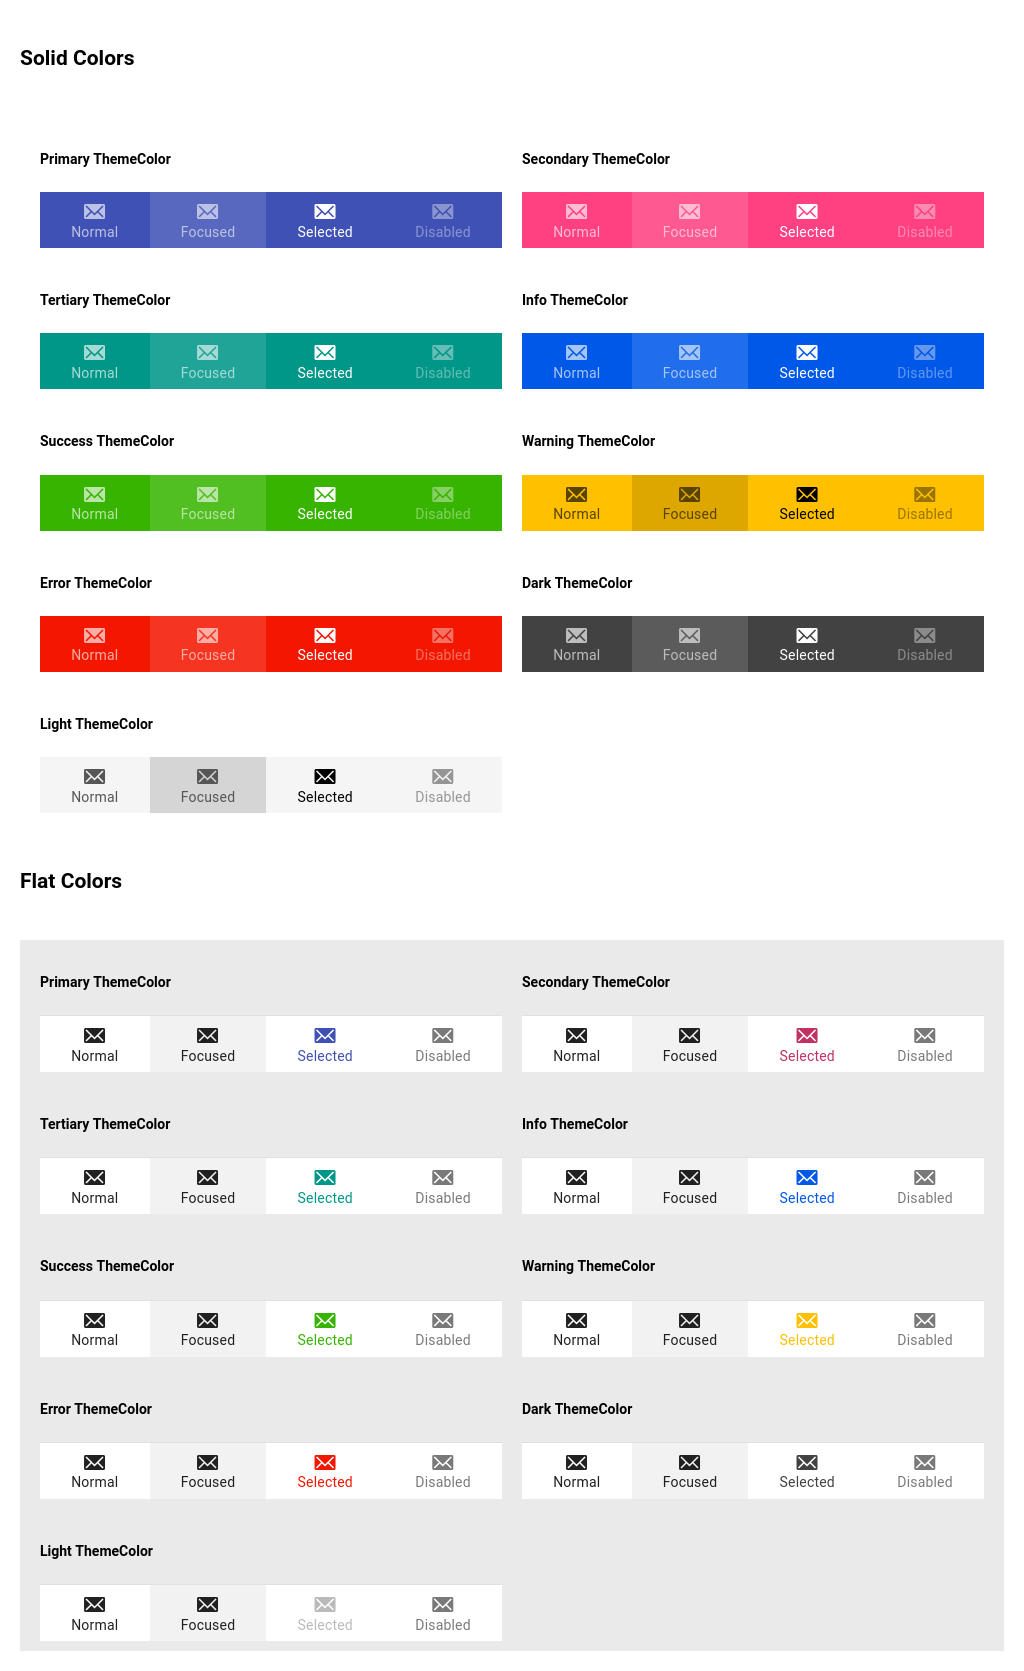 Solid Colors
Primary ThemeColor
Normal Focused Selected Disabled
Secondary ThemeColor
Normal Focused Selected Disabled
Tertiary ThemeColor
Normal Focused Selected Disabled
Info ThemeColor
Normal Focused Selected Disabled
Success ThemeColor
Normal Focused Selected Disabled
Warning ThemeColor
Normal Focused Selected Disabled
Error ThemeColor
Normal Focused Selected Disabled
Dark ThemeColor
Normal Focused Selected Disabled
Light ThemeColor
Normal Focused Selected Disabled
Flat Colors
Primary ThemeColor
Normal Focused Selected Disabled
Secondary ThemeColor
Normal Focused Selected Disabled
Tertiary ThemeColor
Normal Focused Selected Disabled
Info ThemeColor
Normal Focused Selected Disabled
Success ThemeColor
Normal Focused Selected Disabled
Warning ThemeColor
Normal Focused Selected Disabled
Error ThemeColor
Normal Focused Selected Disabled
Dark ThemeColor
Normal Focused Selected Disabled
Light ThemeColor
Normal Focused Selected Disabled